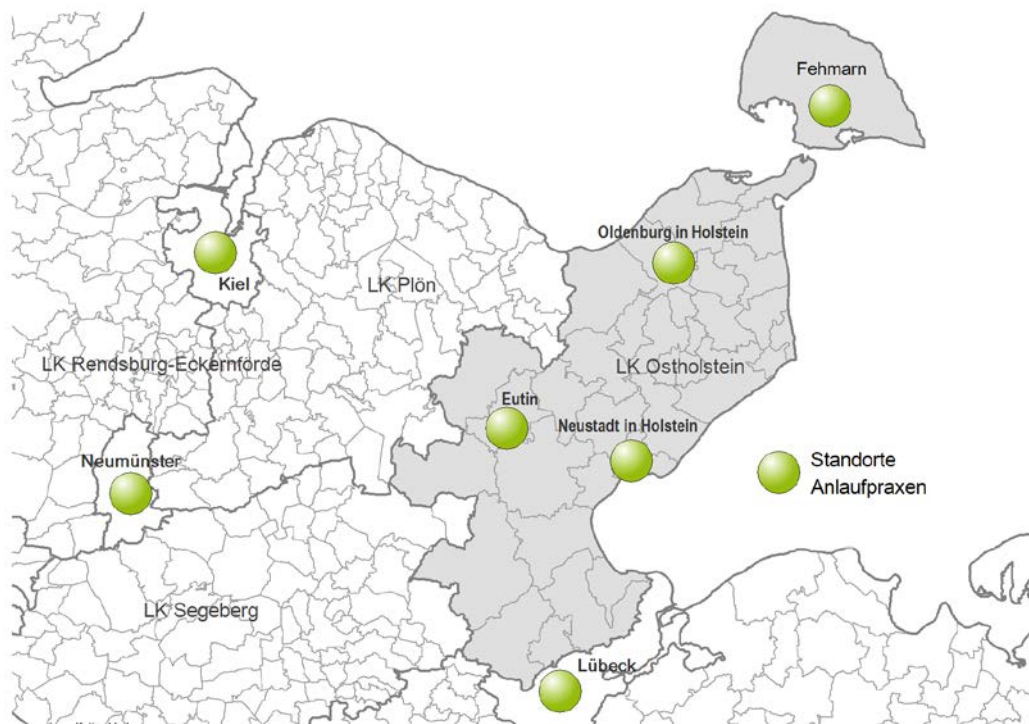 Fehmarn
Oldenburg in Holstein
Kiel
LK Plön
LK Rendsburg-Eckernförde
LK Ostholstein
Eutin
Neustadt in Holstein
Neumünster
Standorte
Anlaufpraxen
LK Segeberg
Lübeck